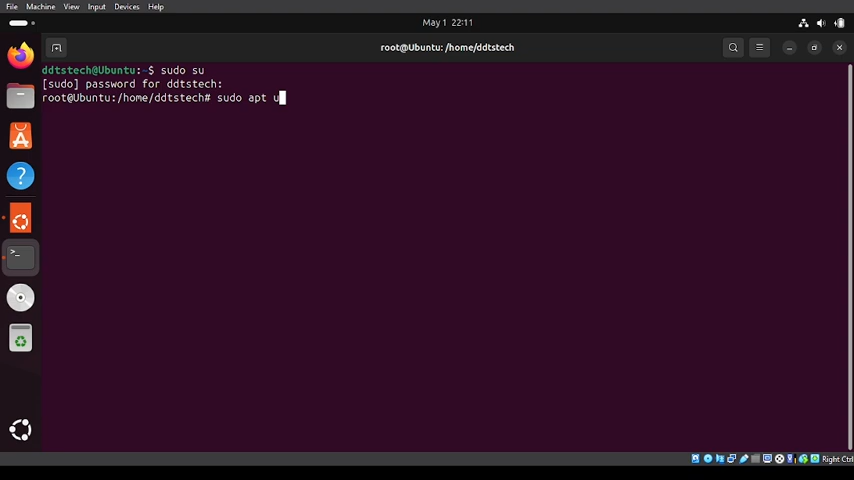 File Machine View Input Devices Help
May 1 22:11
root@Ubuntu: /home/ddtstech
ddtstech@Ubuntu:~$ sudo su
[sudo] password for ddtstech:
root@Ubuntu:/home/ddtstech# sudo apt u
Right Ctrl